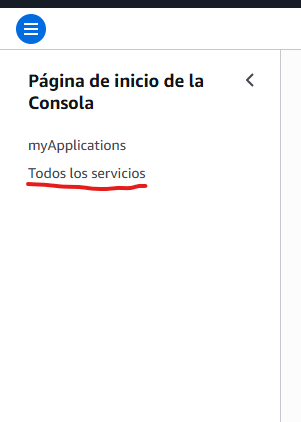 Página de inicio de la
Consola
myApplications
Todos los servicios